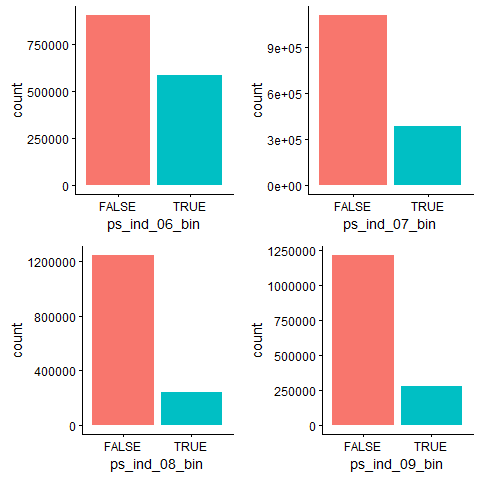 count
750000
500000
250000
0
FALSE TRUE
ps_ind_06_bin
count
9e+05
6e+05
3e+05
0e+00
FALSE TRUE
ps_ind_07_bin
count
1200000
800000
400000
0
FALSE TRUE
ps_ind_08_bin
count
1250000
1000000
750000
500000
250000
0
FALSE TRUE
ps_ind_09_bin